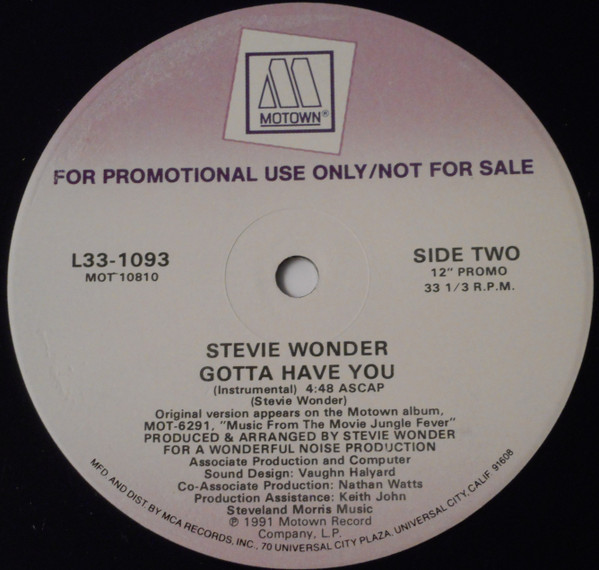 MOTOWN®
FOR PROMOTIONAL USE ONLY/NOT FOR SALE
L33-1093
MOT 10810
SIDE TWO
12" PROMO
33 1/3 R.P.M.
STEVIE WONDER
GOTTA HAVE YOU
(Instrumental) 4:48 ASCAP
(Stevie Wonder)
Original version appears on the Motown album,
MOT-6291, "Music From The Movie Jungle Fever"
PRODUCED & ARRANGED BY STEVIE WONDER
FOR A WONDERFUL NOISE PRODUCTION
Associate Production and Computer
Sound Design: Vaughn Halyard
Co-Associate Production: Nathan Watts
Production Assistance: Keith John
Steveland Morris Music
℗ 1991 Motown Record
Company, L.P.
MFD. AND DIST. BY MCA RECORDS, INC., 70 UNIVERSAL CITY PLAZA, UNIVERSAL CITY, CALIF. 91608